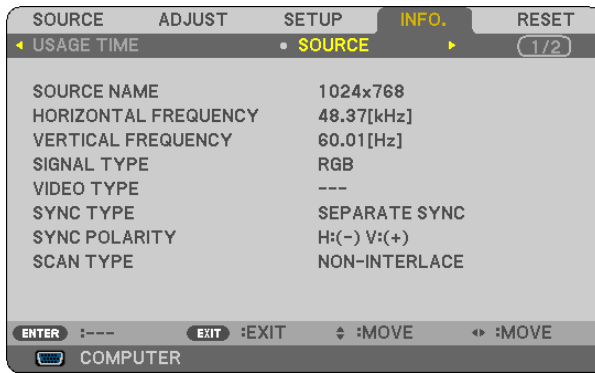 SOURCE ADJUST SETUP INFO. RESET
USAGE TIME SOURCE 1/2
SOURCE NAME 1024x768
HORIZONTAL FREQUENCY 48.37[kHz]
VERTICAL FREQUENCY 60.01[Hz]
SIGNAL TYPE RGB
VIDEO TYPE ---
SYNC TYPE SEPARATE SYNC
SYNC POLARITY H:(-) V:(+)
SCAN TYPE NON-INTERLACE
ENTER :--- EXIT :EXIT :MOVE :MOVE
COMPUTER